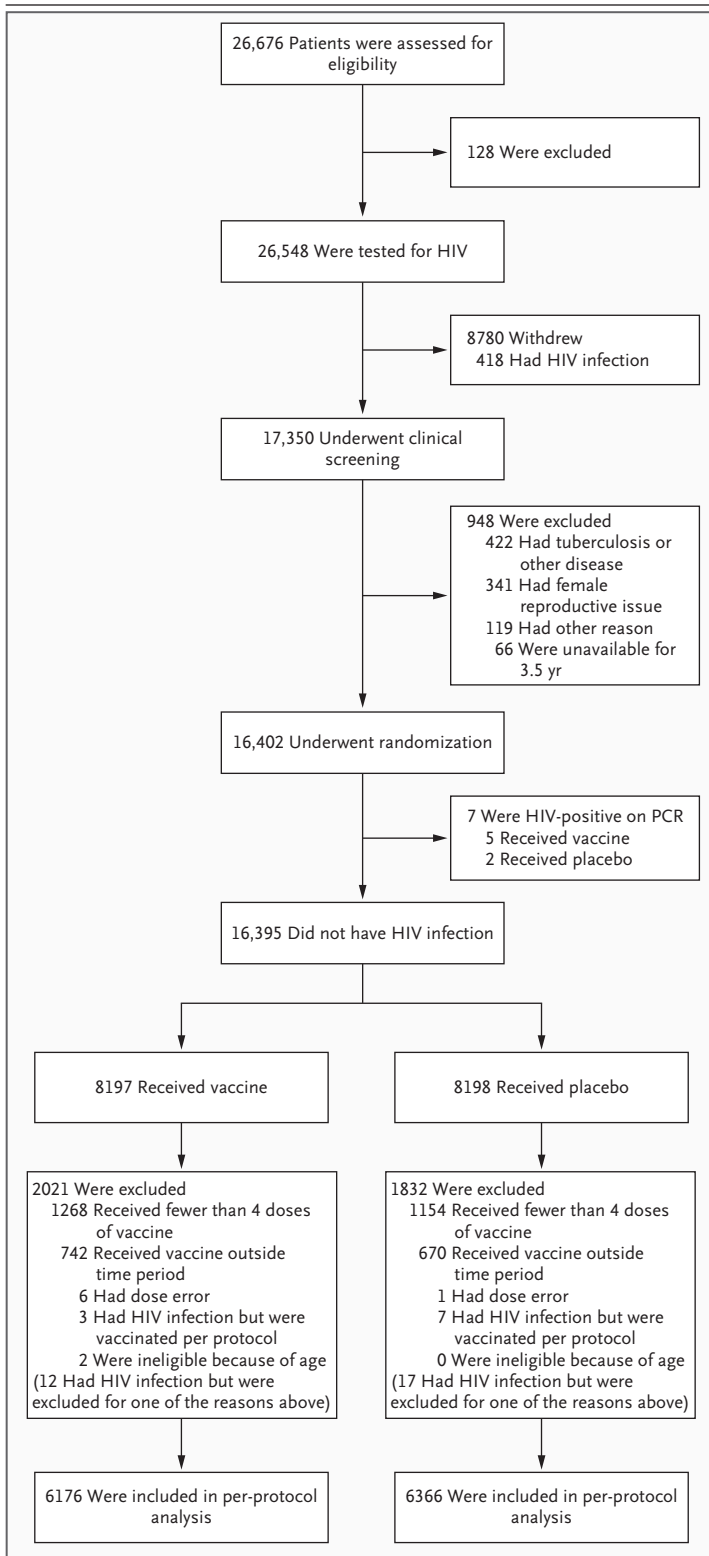 26,676 Patients were assessed for
eligibility
128 Were excluded
26,548 Were tested for HIV
8780 Withdrew
418 Had HIV infection
17,350 Underwent clinical
screening
948 Were excluded
422 Had tuberculosis or
other disease
341 Had female
reproductive issue
119 Had other reason
66 Were unavailable for
3.5 yr
16,402 Underwent randomization
7 Were HIV-positive on PCR
5 Received vaccine
2 Received placebo
16,395 Did not have HIV infection
8197 Received vaccine
8198 Received placebo
2021 Were excluded
1268 Received fewer than 4 doses
of vaccine
742 Received vaccine outside
time period
6 Had dose error
3 Had HIV infection but were
vaccinated per protocol
2 Were ineligible because of age
(12 Had HIV infection but were
excluded for one of the reasons above)
1832 Were excluded
1154 Received fewer than 4 doses
of vaccine
670 Received vaccine outside
time period
1 Had dose error
7 Had HIV infection but were
vaccinated per protocol
0 Were ineligible because of age
(17 Had HIV infection but were
excluded for one of the reasons above)
6176 Were included in per-protocol
analysis
6366 Were included in per-protocol
analysis